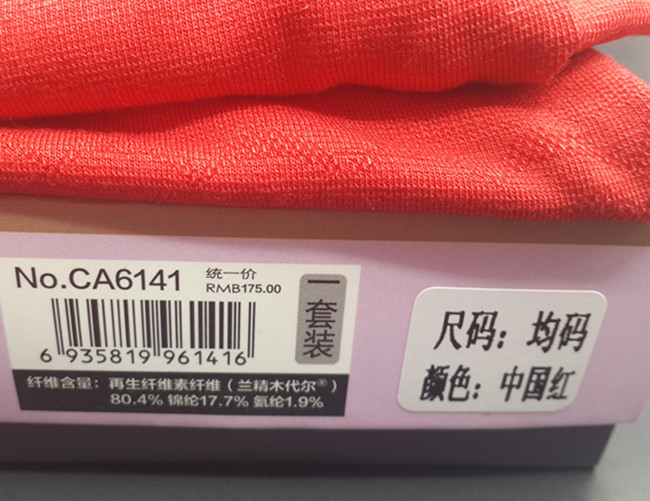 No.CA6141
统一价
RMB175.00
一套装
6 935819 961416
纤维含量：再生纤维素纤维（兰精木代尔®）
80.4% 锦纶17.7% 氨纶1.9%
尺码：均码
颜色：中国红